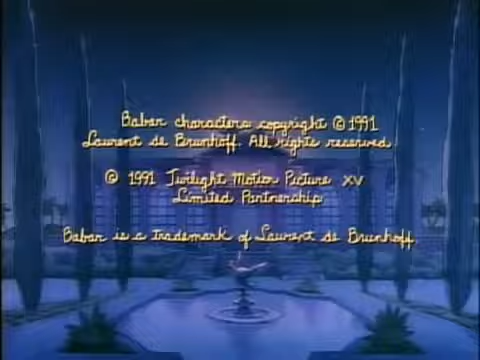 Babar characters copyright © 1991
Laurent de Brunhoff. All rights reserved
© 1991 Twilight Motion Picture XV
Limited Partnership
Babar is a trademark of Laurent de Brunhoff.